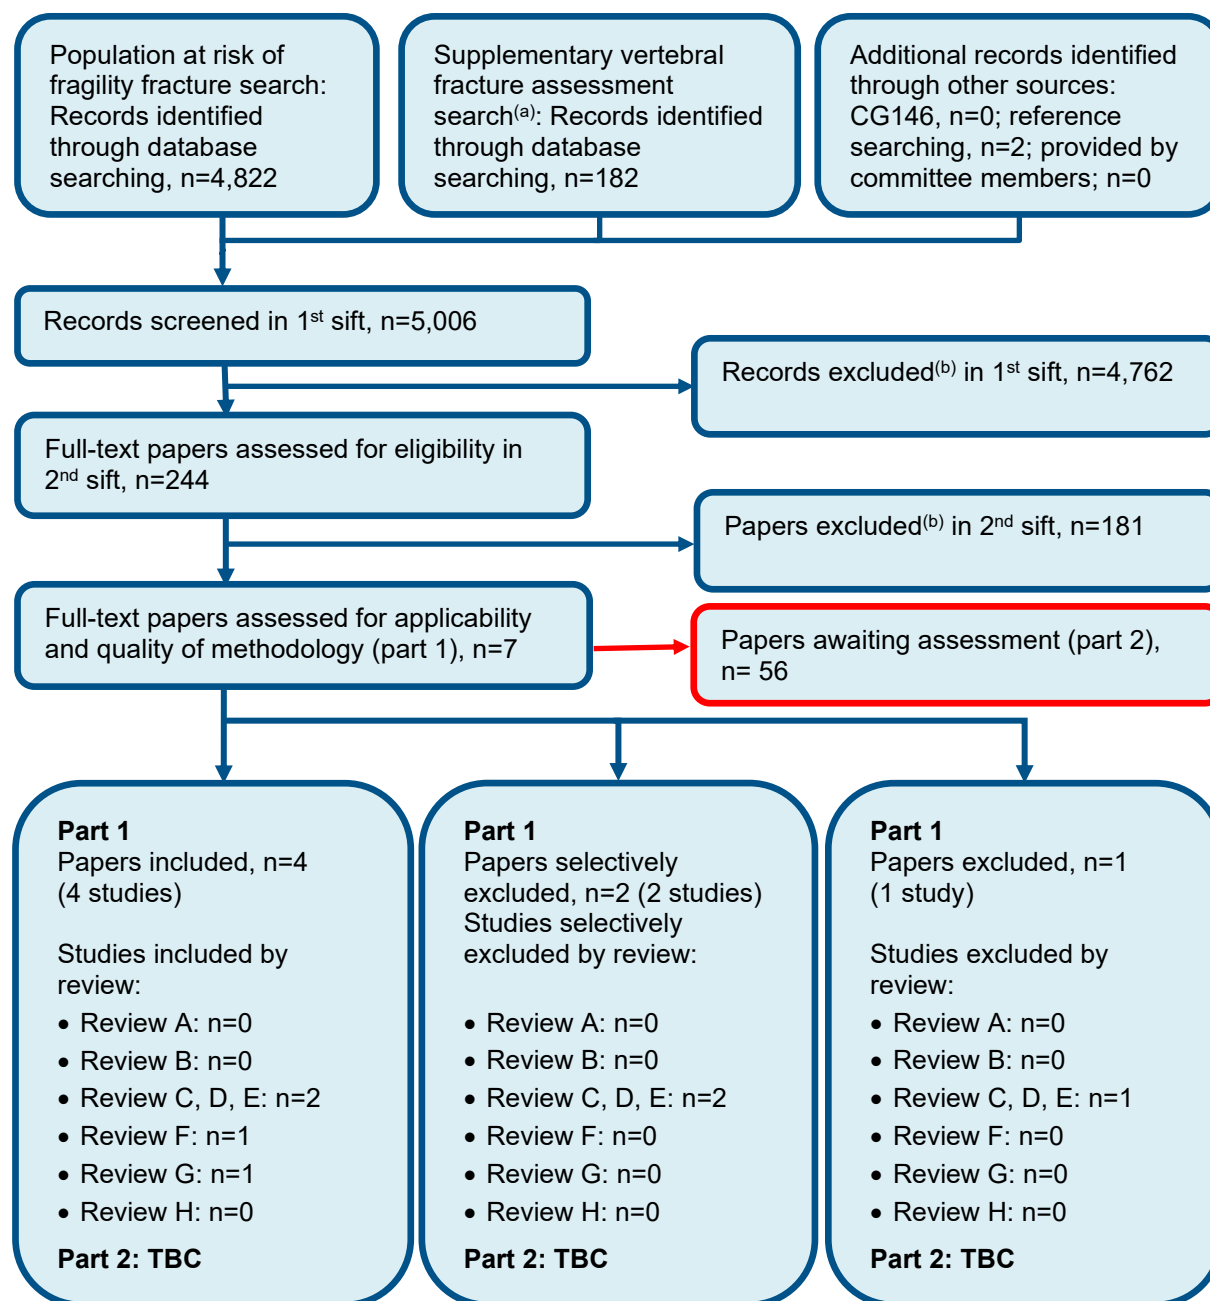 Population at risk of
fragility fracture search:
Records identified
through database
searching, n=4,822
Supplementary vertebral
fracture assessment
search(a): Records identified
through database
searching, n=182
Additional records identified
through other sources:
CG146, n=0; reference
searching, n=2; provided by
committee members; n=0
Records screened in 1st sift, n=5,006
Records excluded(b) in 1st sift, n=4,762
Full-text papers assessed for eligibility in
2nd sift, n=244
Papers excluded(b) in 2nd sift, n=181
Full-text papers assessed for applicability
and quality of methodology (part 1), n=7
Papers awaiting assessment (part 2),
n= 56
Part 1
Papers included, n=4
(4 studies)
Studies included by
review:
• Review A: n=0
• Review B: n=0
• Review C, D, E: n=2
• Review F: n=1
• Review G: n=1
• Review H: n=0
Part 2: TBC
Part 1
Papers selectively
excluded, n=2 (2 studies)
Studies selectively
excluded by review:
• Review A: n=0
• Review B: n=0
• Review C, D, E: n=2
• Review F: n=0
• Review G: n=0
• Review H: n=0
Part 2: TBC
Part 1
Papers excluded, n=1
(1 study)
Studies excluded by
review:
• Review A: n=0
• Review B: n=0
• Review C, D, E: n=1
• Review F: n=0
• Review G: n=0
• Review H: n=0
Part 2: TBC